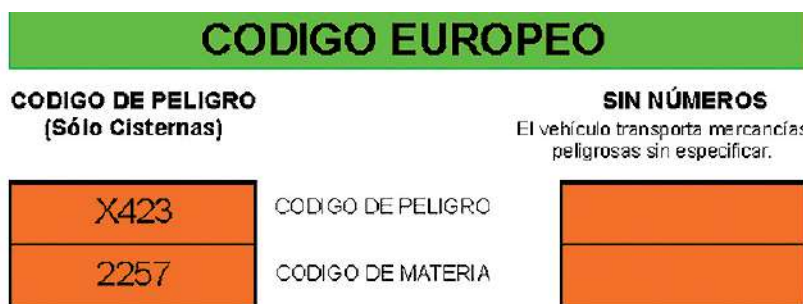 CODIGO EUROPEO
CODIGO DE PELIGRO
(Sólo Cisternas)
SIN NÚMEROS
El vehículo transporta mercancías
peligrosas sin especificar.
X423
CODIGO DE PELIGRO
2257
CODIGO DE MATERIA